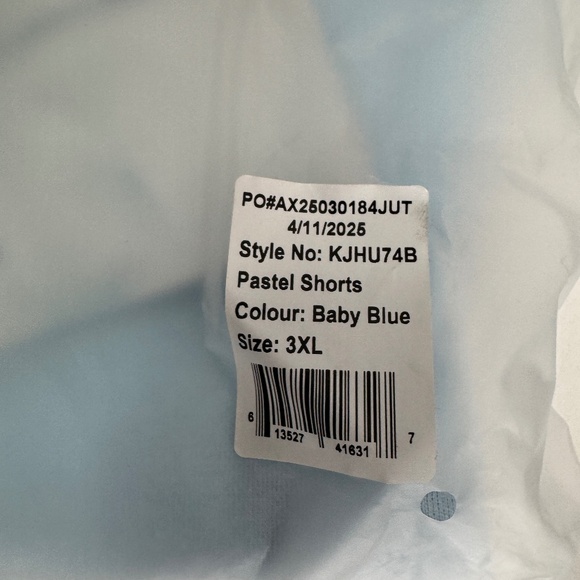 PO#AX25030184JUT
4/11/2025
Style No: KJHU74B
Pastel Shorts
Colour: Baby Blue
Size: 3XL
6 13527 41631 7